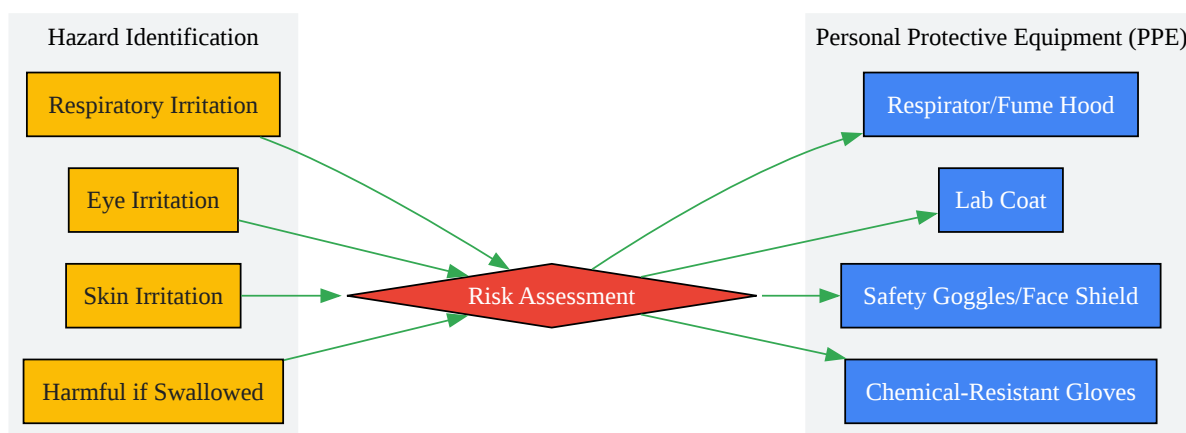 Hazard Identification
Respiratory Irritation
Eye Irritation
Skin Irritation
Harmful if Swallowed
Risk Assessment
Personal Protective Equipment (PPE)
Respirator/Fume Hood
Lab Coat
Safety Goggles/Face Shield
Chemical-Resistant Gloves